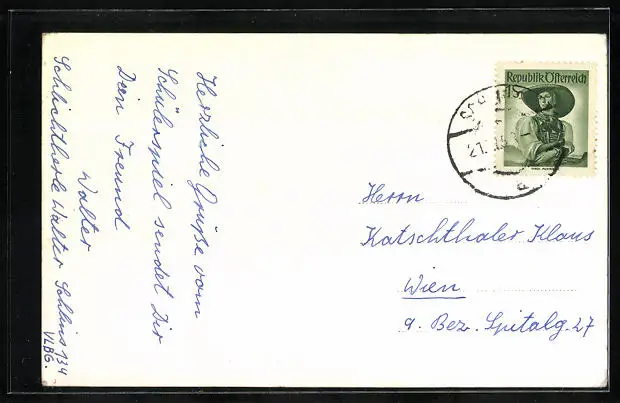 Herzliche Grüße vom
Schülerspiel sendet Dir
Dein Freund
Walter
Schlichtherle Walter Schlins 134
VLBG.
Republik Österreich
Herrn
Katschthaler Klaus
Wien
9. Bez. Spitalg. 27